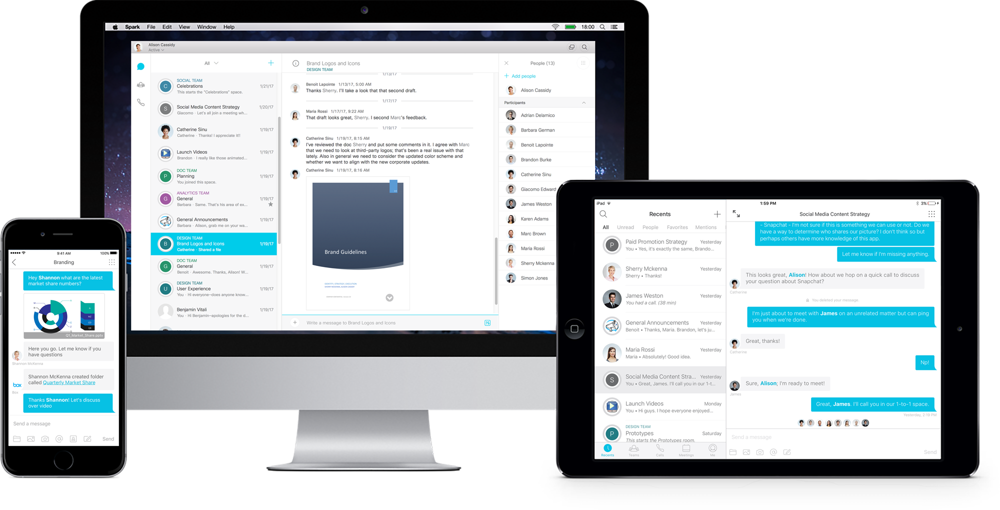 Spark File Edit View Window Help
18:00
Alison Cassidy
Active
All
SOCIAL TEAM
Celebrations
1/21/17
This starts the "Celebrations" space.
Social Media Content Strategy
1/20/17
Giacomo · Let's all join a meeting wh...
Catherine Sinu
1/19/17
Catherine · Thanks! I appreciate it!!
Launch Videos
1/19/17
Brandon · I really like those animated...
DOC TEAM
Planning
1/19/17
You joined this space.
ANALYTICS TEAM
General
1/19/17
Barbara · Same. That's his area of ex...
General Announcements
1/19/17
Barbara · Alison, grab me on your wa...
DESIGN TEAM
Brand Logos and Icons
1/19/17
Catherine · Shared a file
DOC TEAM
General
1/19/17
Benoit · Awesome. Thanks, Alison! W...
DESIGN TEAM
User Experience
1/19/17
You · Hi everyone–does anyone know...
Benjamin Vitali
1/19/17
You · Hi Benjamin–apologies for the d...
C
S
P
G
B
G
U
Brand Logos and Icons
DESIGN TEAM
1/13/17
Benoit Lapointe 1/13/17, 5:00 AM
Thanks Sherry. I'll take a look that that second draft.
1/17/17
Maria Rossi 1/17/17, 9:22 AM
That draft looks great, Sherry. I second Marc's feedback.
1/19/17
Catherine Sinu 1/19/17, 8:15 AM
I've reviewed the doc Sherry and put some comments in it. I agree with Marc
that we need to look at third-party logos; that's been a real issue with that
lately. Also in general we need to consider the updated color scheme and
whether we want to align with the new corporate updates.
Catherine Sinu 1/19/17, 8:16 AM
Brand Guidelines
IDENTITY, STRATEGY, EXECUTION
SHERRY MCKENNA, ALISON CASSIDY
Write a message to Brand Logos and Icons
People (13)
Add people
Alison Cassidy
Participants
Adrian Delamico
Barbara German
Benoit Lapointe
Brandon Burke
Catherine Sinu
Giacomo Edward
James Weston
Karen Adams
Marc Brown
Maria Rossi
Sherry Mckenna
Simon Jones
9:41 AM
100%
Branding
Hey Shannon what are the latest
market share numbers?
M
A
R
C
Z
A
MZ
CD
OR
Q1_Market_Share.pptx
Here you go. Let me know if you
have questions
Shannon McKenna
Shannon McKenna created folder
called Quarterly Market Share
box
Box
Thanks Shannon! Let's discuss
over video
Send a message
Send
iPad
1:59 PM
3%
Recents
All Unread People Favorites Mentions
P
Paid Promotion Strategy
Yesterday
You • Yes, it's exactly the same, Brando...
Sherry Mckenna
Yesterday
Sherry • Thanks!
James Weston
Yesterday
You had a call. (38 min)
General Announcements
Yesterday
Benoit • Thanks, Maria. Brandon, let's ju...
Maria Rossi
Yesterday
Maria • Absolutely! Good idea.
S
Social Media Content Stra...
Yesterday
You • Great, James. I'll call you in our 1-t...
Launch Videos
Monday
You • Hi guys. I hope everyone enjoyed...
DESIGN TEAM
P
Prototypes
Saturday
This starts the Prototypes room.
Recents Teams Calls Meetings Me
Social Media Content Strategy
- Snapchat - I'm not sure if this is something we can use or not. Do we
have a way to determine who shares our picture? I don't think so but
perhaps others have more knowledge of this app.
Let me know if I'm missing anything.
This looks great, Alison! How about we hop on a quick call to discuss
your question about Snapchat?
Catherine
You deleted your message.
I'm just about to meet with James on an unrelated matter but can ping
you when we're done.
Great, thanks!
Catherine
Np!
Sure, Alison; I'm ready to meet!
James
Great, James. I'll call you in our 1-to-1 space.
Yesterday, 2:19 PM
Send a message
Send